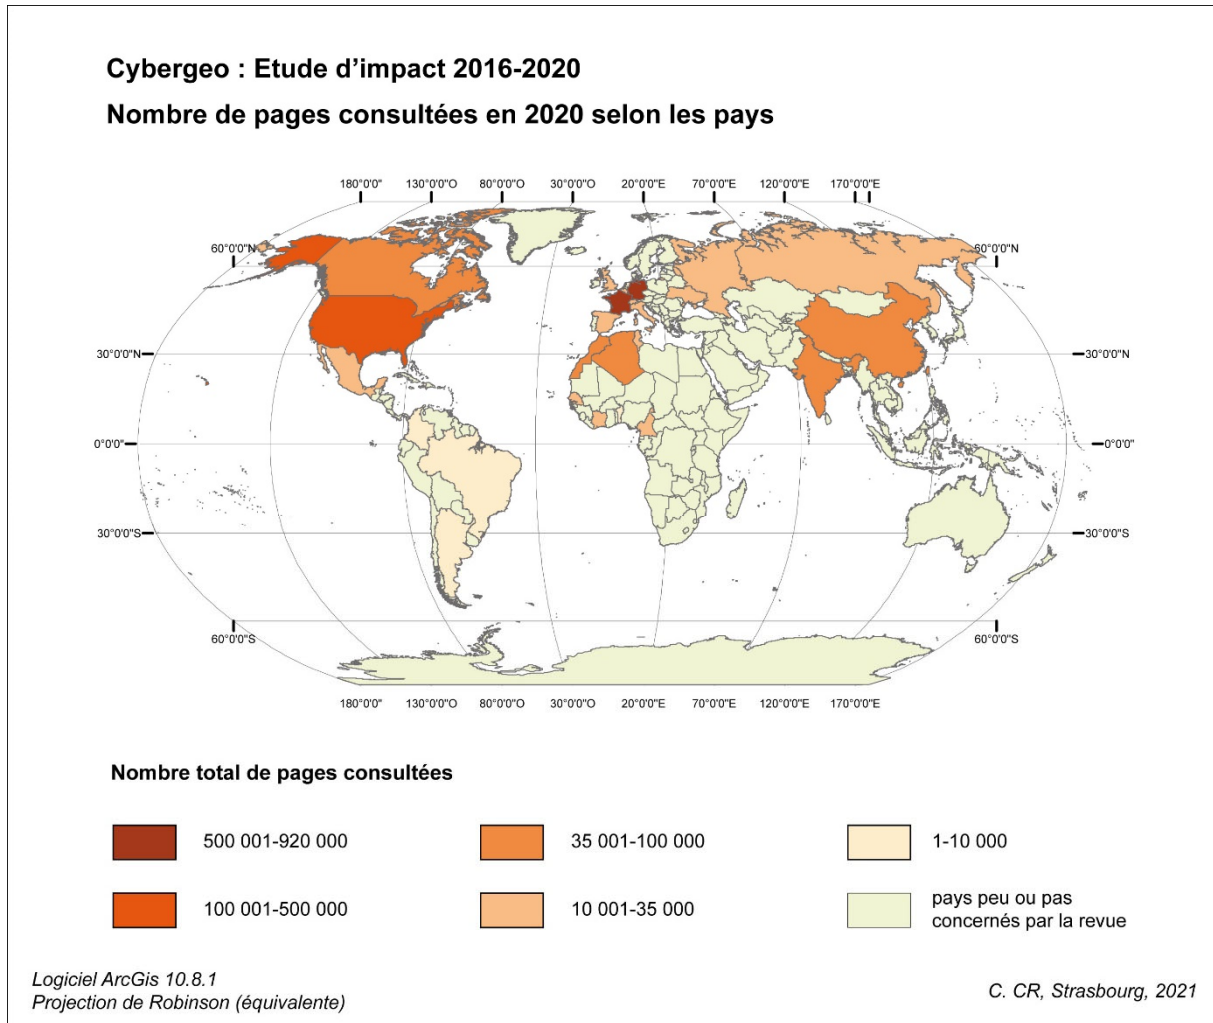 Cybergeo : Etude d'impact 2016-2020
Nombre de pages consultées en 2020 selon les pays
180°0'0" 130°0'0"O 80°0'0"O 30°0'0"O 20°0'0"E 70°0'0"E 120°0'0"E 170°0'0"E
60°0'0"N 60°0'0"N
30°0'0"N 30°0'0"N
0°0'0" 0°0'0"
30°0'0"S 30°0'0"S
60°0'0"S 60°0'0"S
180°0'0" 130°0'0"O 80°0'0"O 30°0'0"O 20°0'0"E 70°0'0"E 120°0'0"E 170°0'0"E
Nombre total de pages consultées
500 001-920 000 35 001-100 000 1-10 000
100 001-500 000 10 001-35 000 pays peu ou pas
concernés par la revue
Logiciel ArcGis 10.8.1
Projection de Robinson (équivalente)
C. CR, Strasbourg, 2021